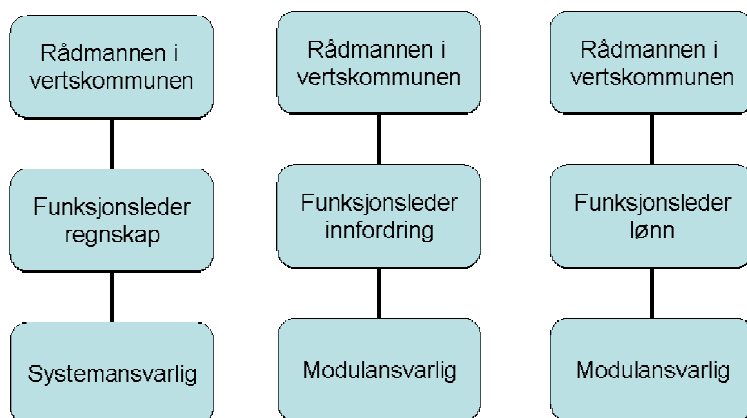 Rådmannen i
vertskommunen
Rådmannen i
vertskommunen
Rådmannen i
vertskommunen
Funksjonsleder
regnskap
Funksjonsleder
innfordring
Funksjonsleder
lønn
Systemansvarlig
Modulansvarlig
Modulansvarlig